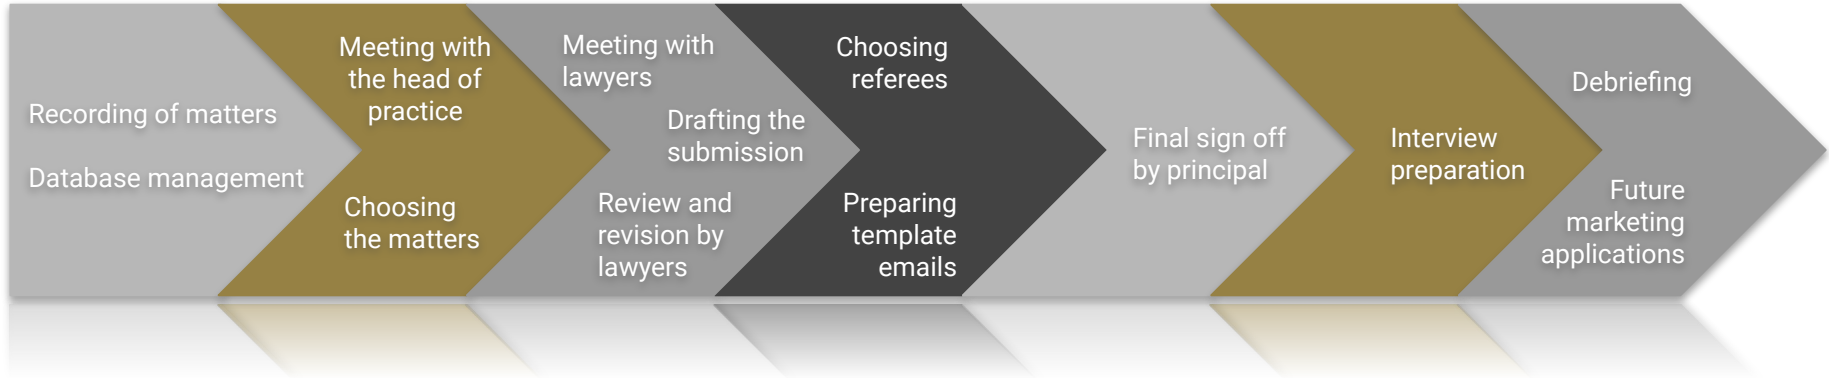 Recording of matters
Database management
Meeting with
the head of
practice
Choosing
the matters
Meeting with
lawyers
Drafting the
submission
Review and
revision by
lawyers
Choosing
referees
Preparing
template
emails
Final sign off
by principal
Interview
preparation
Debriefing
Future
marketing
applications